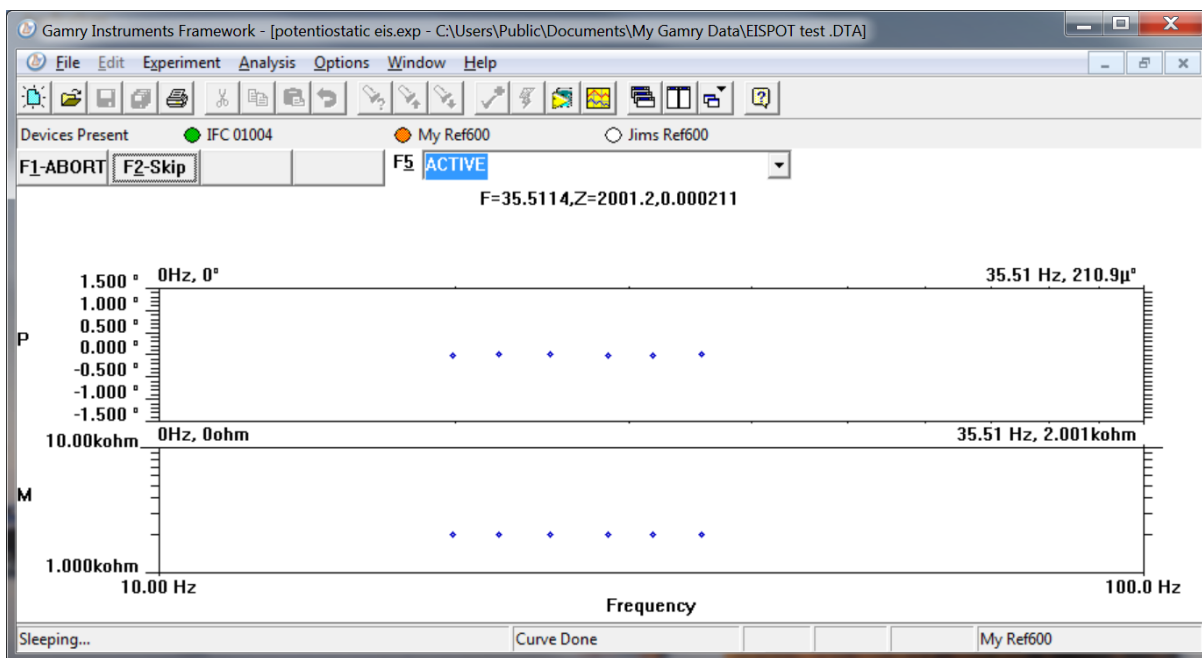 Gamry Instruments Framework - [potentiostatic eis.exp - C:\Users\Public\Documents\My Gamry Data\EISPOT test .DTA]
File Edit Experiment Analysis Options Window Help
Devices Present IFC 01004 My Ref600 Jims Ref600
F1-ABORT F2-Skip F5 ACTIVE
F=35.5114,Z=2001.2,0.000211
0Hz, 0° 35.51 Hz, 210.9µ°
1.500 °
1.000 °
0.500 °
P
0.000 °
-0.500 °
-1.000 °
-1.500 °
0Hz, 0ohm 35.51 Hz, 2.001kohm
10.00kohm
M
1.000kohm
10.00 Hz 100.0 Hz
Frequency
Sleeping... Curve Done My Ref600